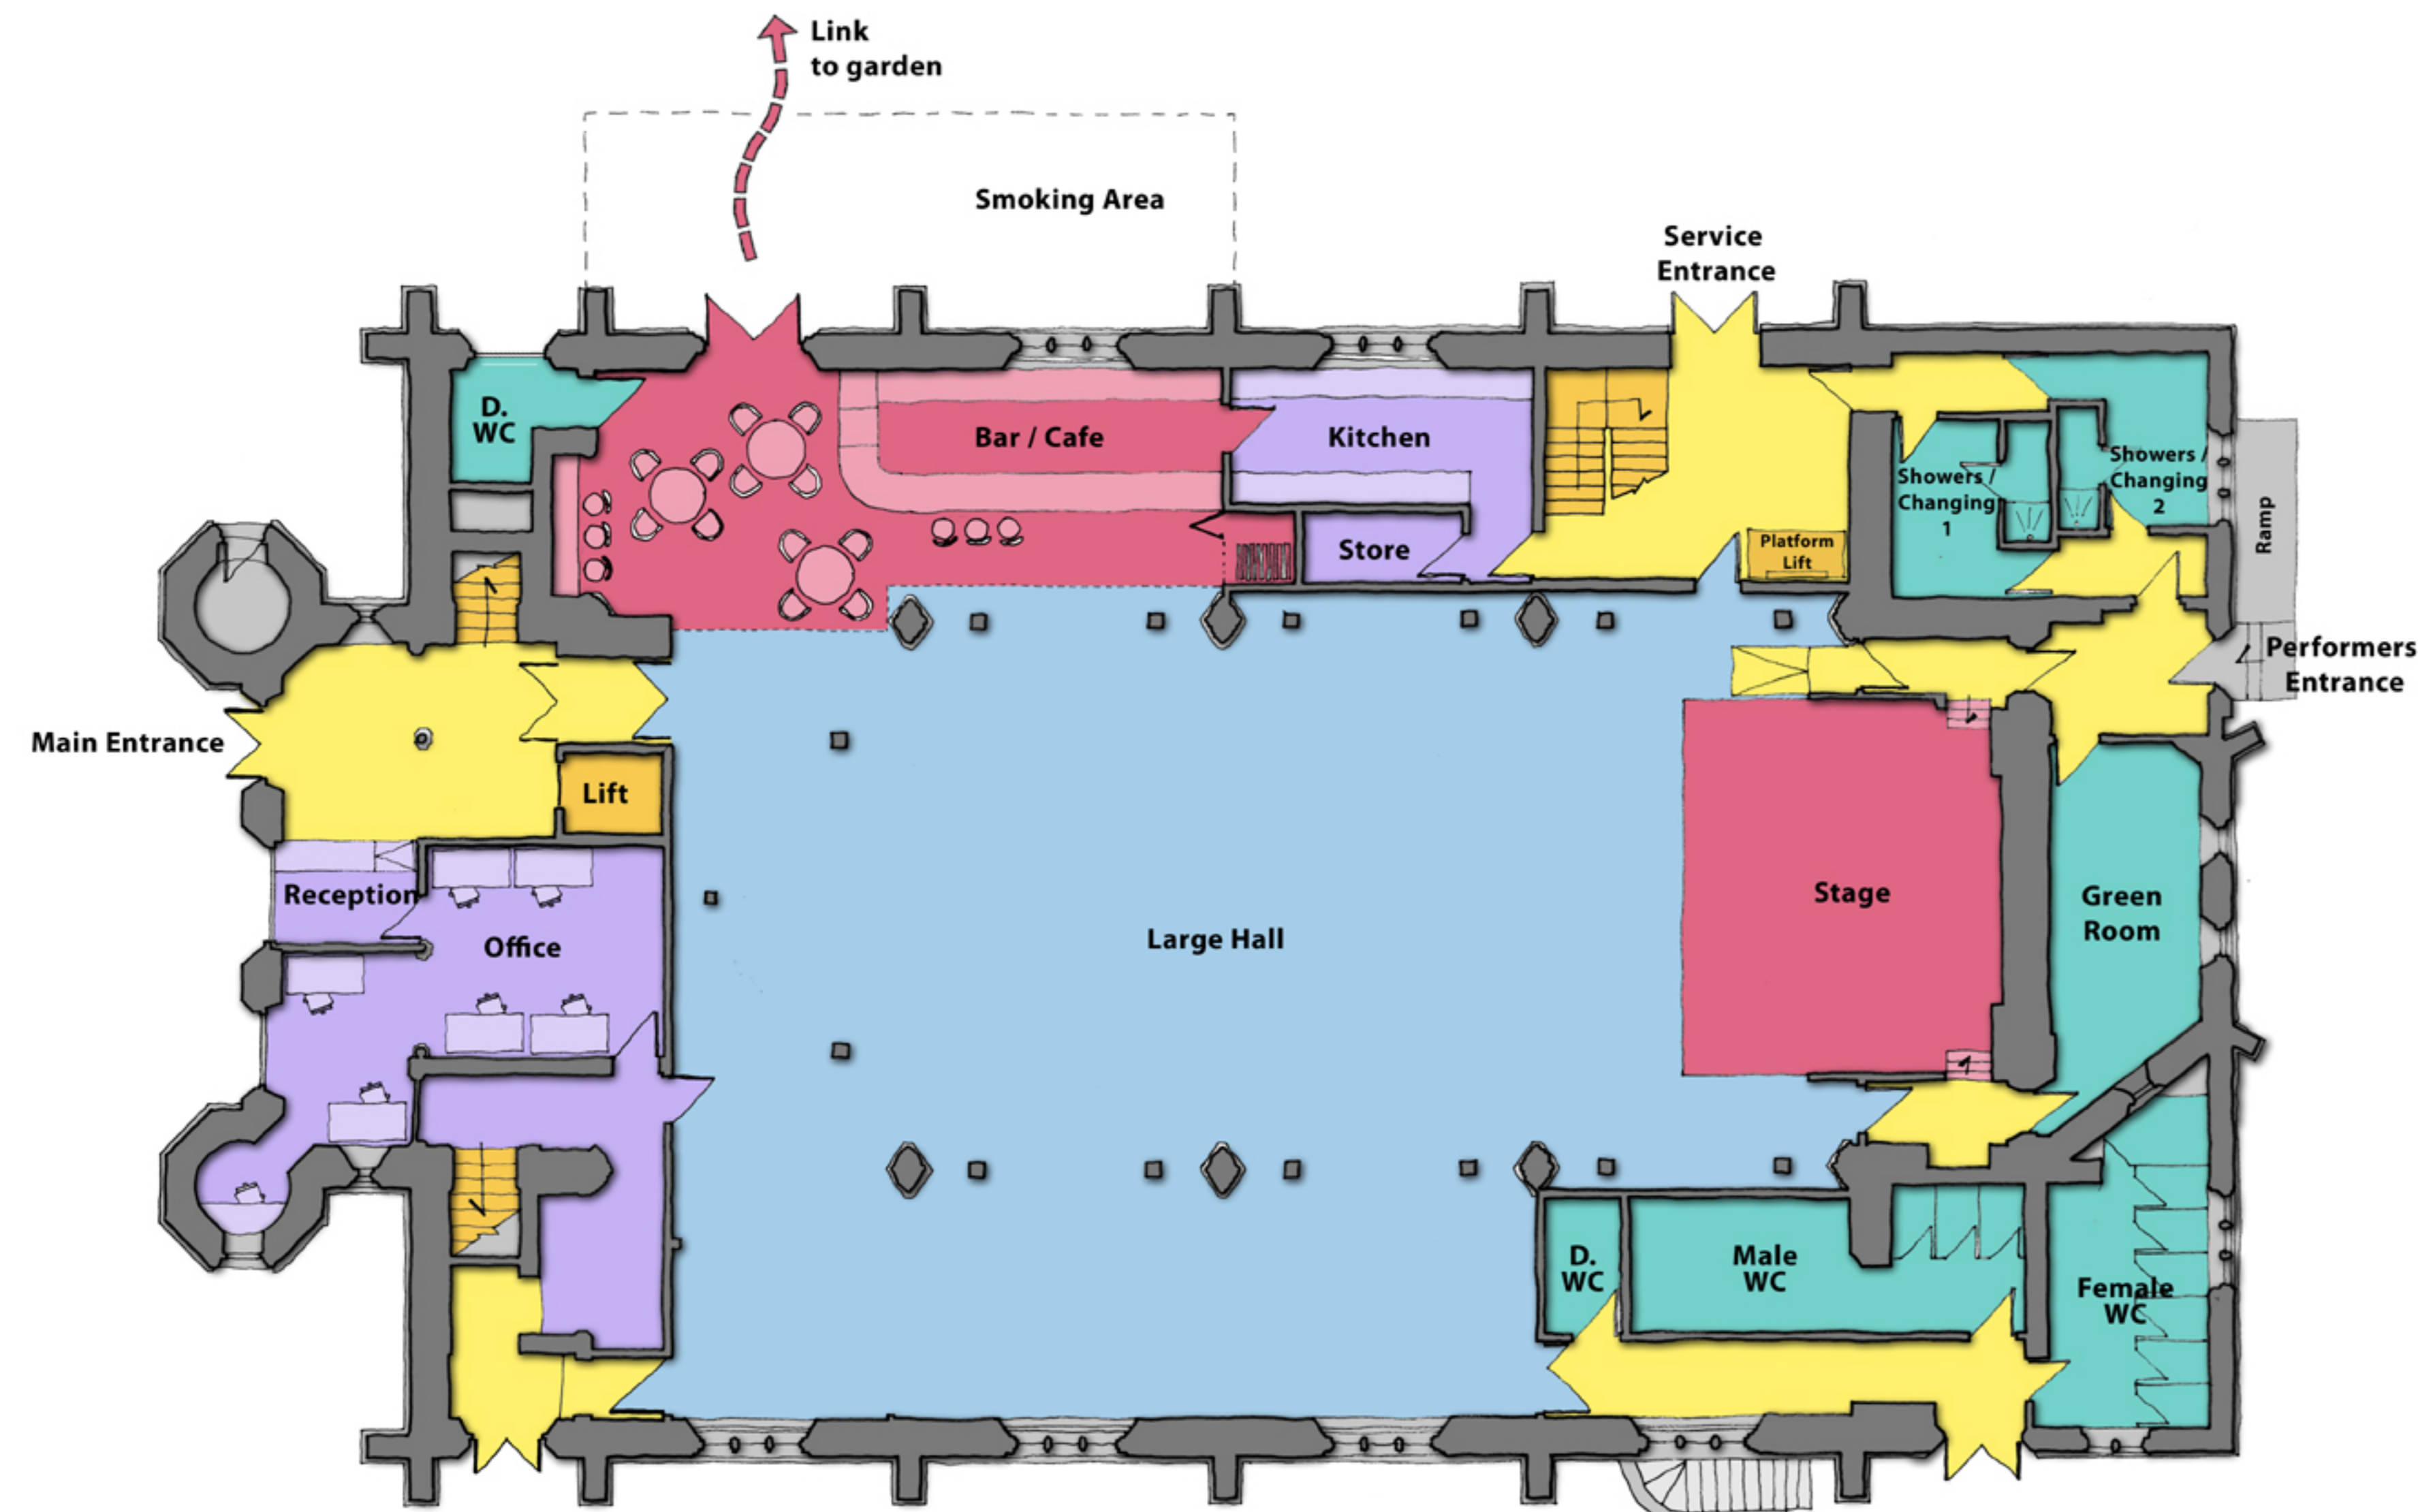 Link
to garden
Smoking Area
Service
Entrance
D.
WC
Bar / Cafe
Kitchen
Showers /
Changing
1
Showers /
Changing
2
Store
Platform
Lift
Ramp
Performers
Entrance
Main Entrance
Lift
Reception
Office
Large Hall
Stage
Green
Room
D.
WC
Male
WC
Female
WC